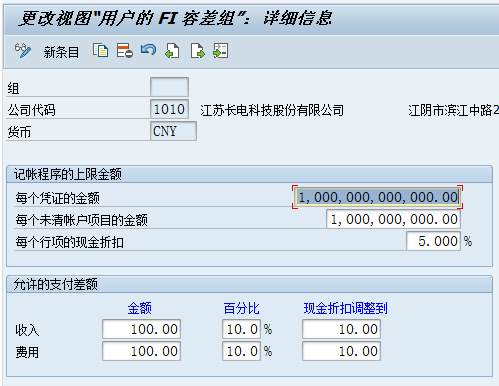 更改视图"用户的 FI 容差组"：详细信息
新条目
组
公司代码 1010 江苏长电科技股份有限公司 江阴市滨江中路2
货币 CNY
记帐程序的上限金额
每个凭证的金额 1,000,000,000,000.00
每个未清帐户项目的金额 1,000,000,000.00
每个行项的现金折扣 5.000 %
允许的支付差额
金额 百分比 现金折扣调整到
收入 100.00 10.0 % 10.00
费用 100.00 10.0 % 10.00